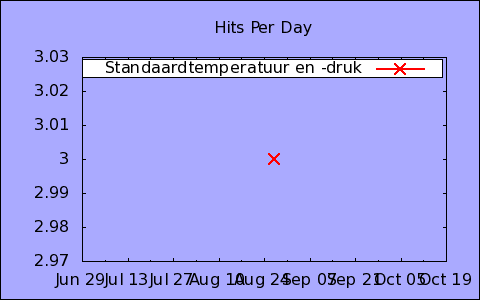 Hits Per Day
3.03
Standaardtemperatuur en -druk
3.02
3.01
3
2.99
2.98
2.97
Jun 29 Jul 13 Jul 27 Aug 10 Aug 24 Sep 07 Sep 21 Oct 05 Oct 19